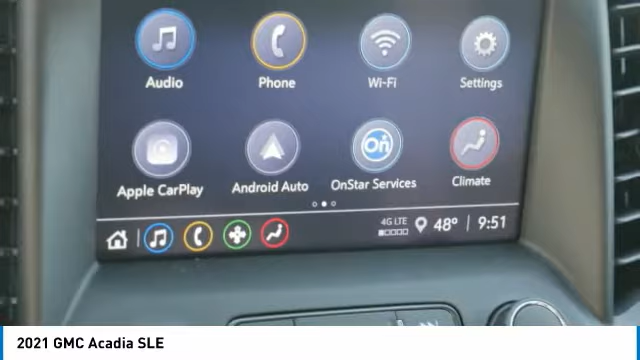 Audio Phone Wi-Fi Settings
On
Apple CarPlay Android Auto OnStar Services Climate
4G LTE 48° 9:51
2021 GMC Acadia SLE